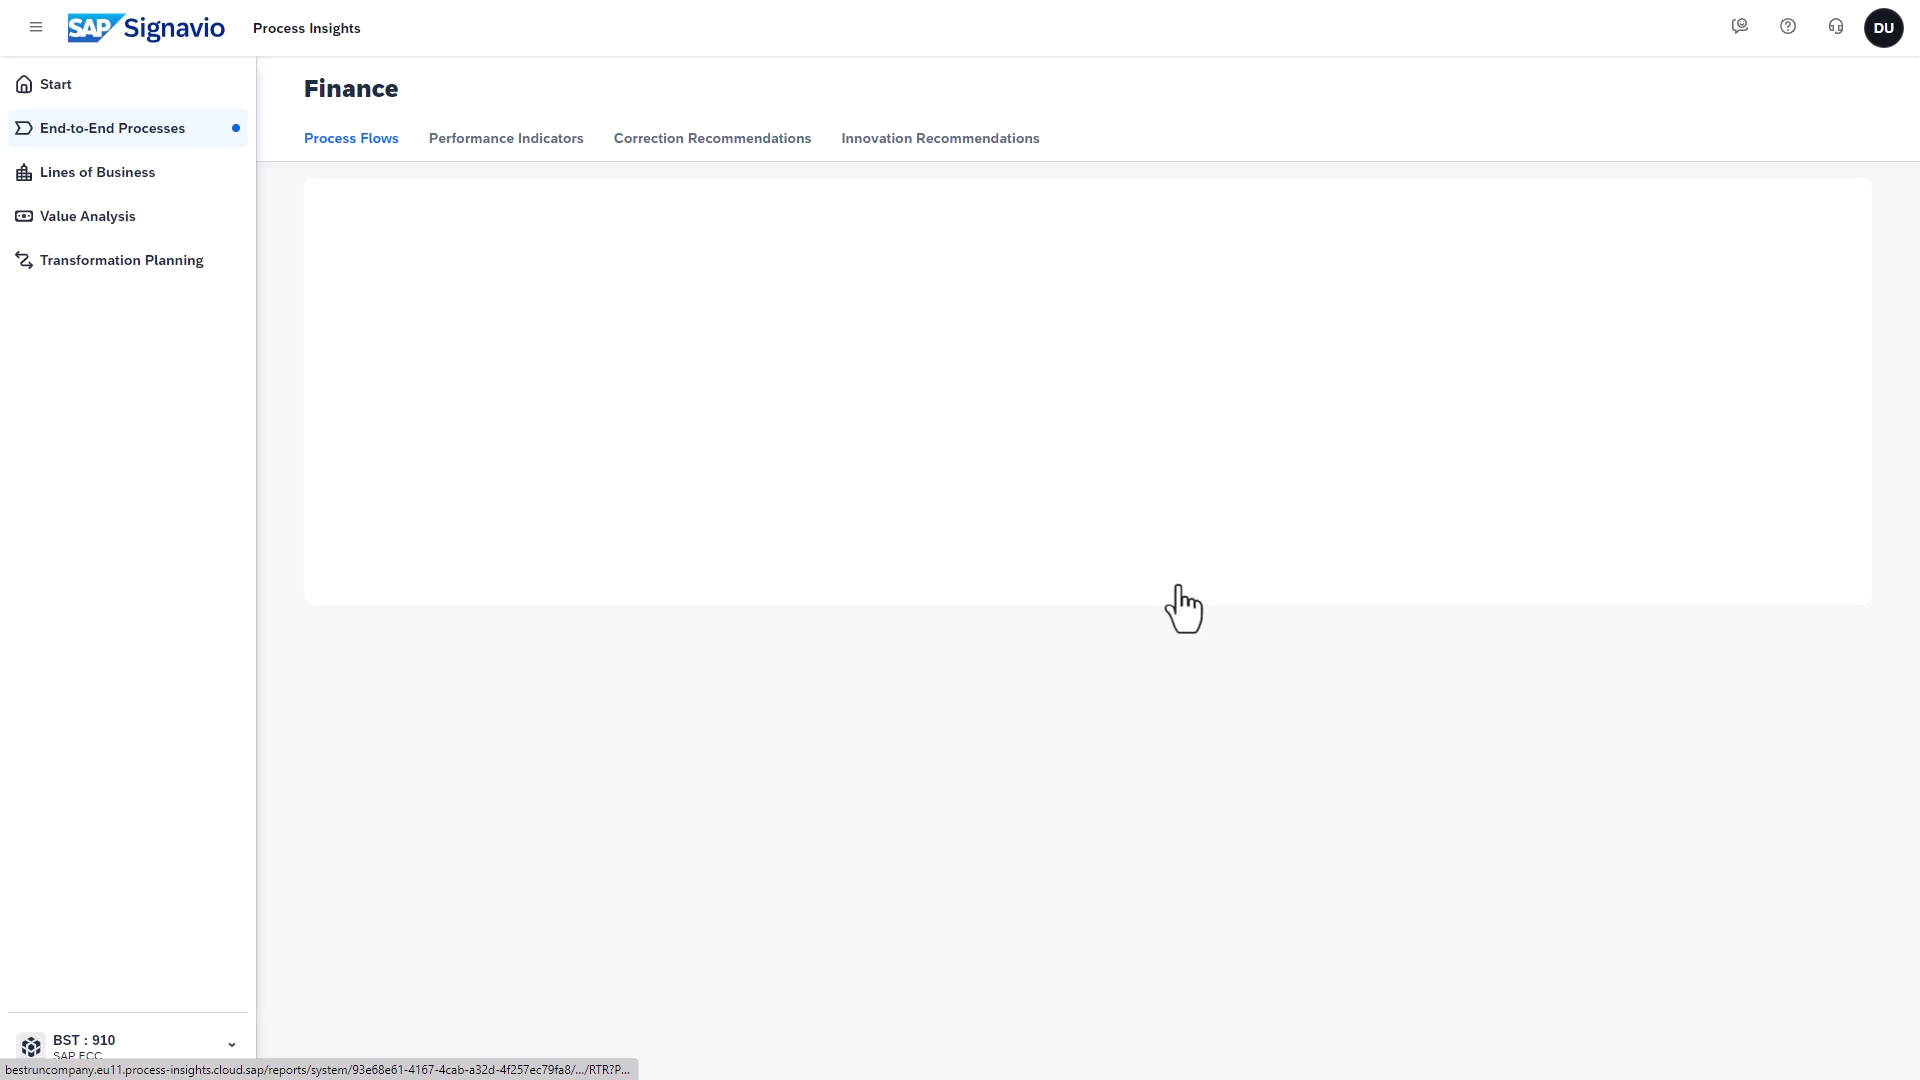 SAP Signavio Process Insights DU
Start
End-to-End Processes
Lines of Business
Value Analysis
Transformation Planning
Finance
Process Flows Performance Indicators Correction Recommendations Innovation Recommendations
BST : 910
SAP ECC
bestruncompany.eu11.process-insights.cloud.sap/reports/system/93e68e61-4167-4cab-a32d-4f257ec79fa8/.../RTR?P...